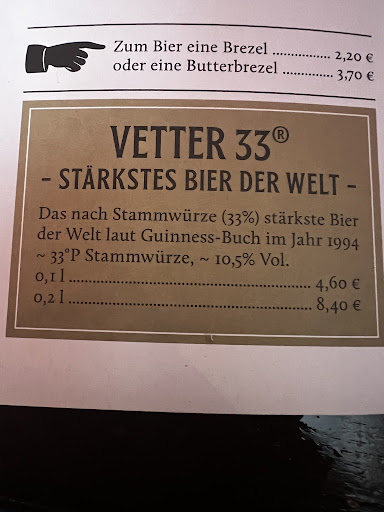 Zum Bier eine Brezel .............. 2,20 €
oder eine Butterbrezel ............ 3,70 €
VETTER 33®
- STÄRKSTES BIER DER WELT -
Das nach Stammwürze (33%) stärkste Bier
der Welt laut Guinness-Buch im Jahr 1994
~ 33°P Stammwürze, ~ 10,5% Vol.
0,1 l ........................................................ 4,60 €
0,2 l ........................................................ 8,40 €